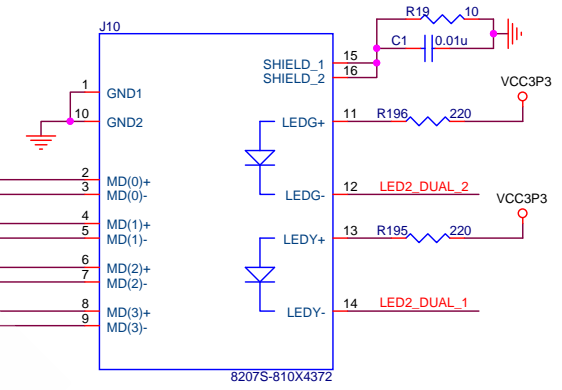 J10
R19 10
C1 0.01u
SHIELD_1 15
SHIELD_2 16
VCC3P3
1 GND1
10 GND2
LEDG+ 11 R196 220
2 MD(0)+
3 MD(0)-
LEDG- 12 LED2_DUAL_2
VCC3P3
4 MD(1)+
5 MD(1)-
LEDY+ 13 R195 220
6 MD(2)+
7 MD(2)-
8 MD(3)+
9 MD(3)-
LEDY- 14 LED2_DUAL_1
8207S-810X4372